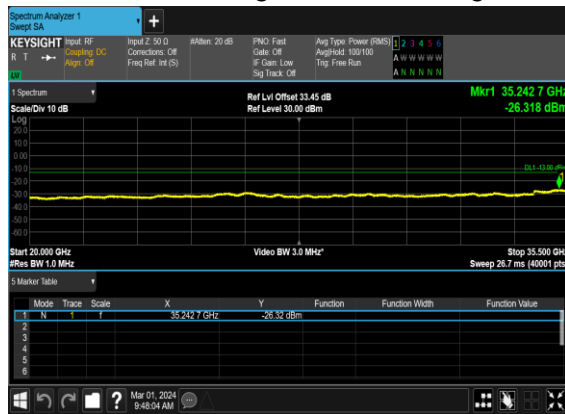 Spectrum Analyzer 1
Swept SA
KEYSIGHT Input: RF Input Z: 50 Ω #Atten: 20 dB PNO: Fast Avg Type: Power (RMS) 1 2 3 4 5 6
R T Coupling: DC Corrections: Off Gate: Off Avg|Hold: 100/100 A W W W W W
Align: Off Freq Ref: Int (S) IF Gain: Low Trig: Free Run
LW Sig Track: Off A N N N N N
1 Spectrum Ref Lvl Offset 33.45 dB Mkr1 35.242 7 GHz
Scale/Div 10 dB Ref Level 30.00 dBm -26.318 dBm
Log
20.0
10.0
0.00
-10.0 DL1 -13.00 dBm
-20.0
-30.0
-40.0
-50.0
-60.0
Start 20.000 GHz Video BW 3.0 MHz* Stop 35.500 GHz
#Res BW 1.0 MHz Sweep 26.7 ms (40001 pts
5 Marker Table
Mode Trace Scale X Y Function Function Width Function Value
1 N 1 f 35.242 7 GHz -26.32 dBm
2
3
4
5
6
? Mar 01, 2024
9:48:04 AM